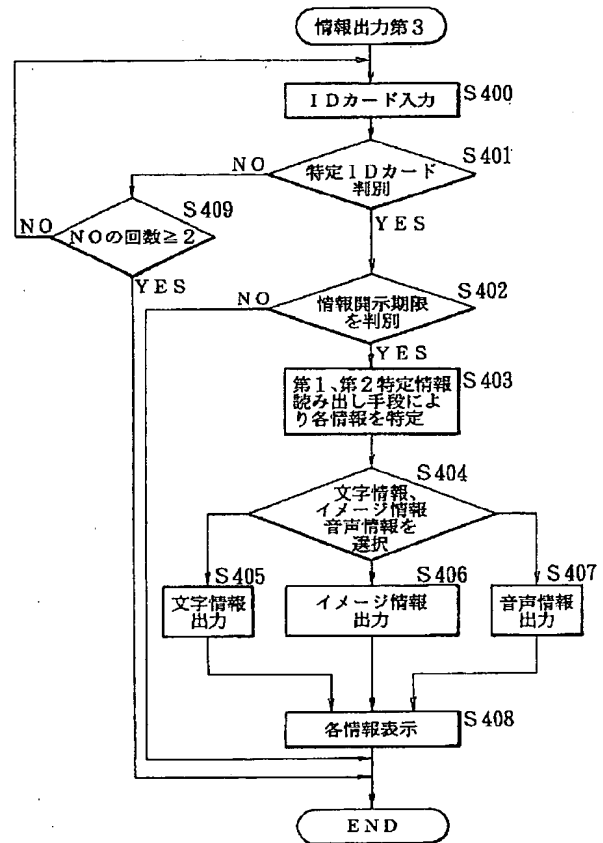 情報出力第3
IDカード入力
S400
特定IDカード
判別
S401
NO
YES
NOの回数≧2
S409
NO
YES
情報開示期限
を判別
S402
NO
YES
第1、第2特定情報
読み出し手段によ
り各情報を特定
S403
文字情報、
イメージ情報
音声情報を
選択
S404
文字情報
出力
S405
イメージ情報
出力
S406
音声情報
出力
S407
各情報表示
S408
END